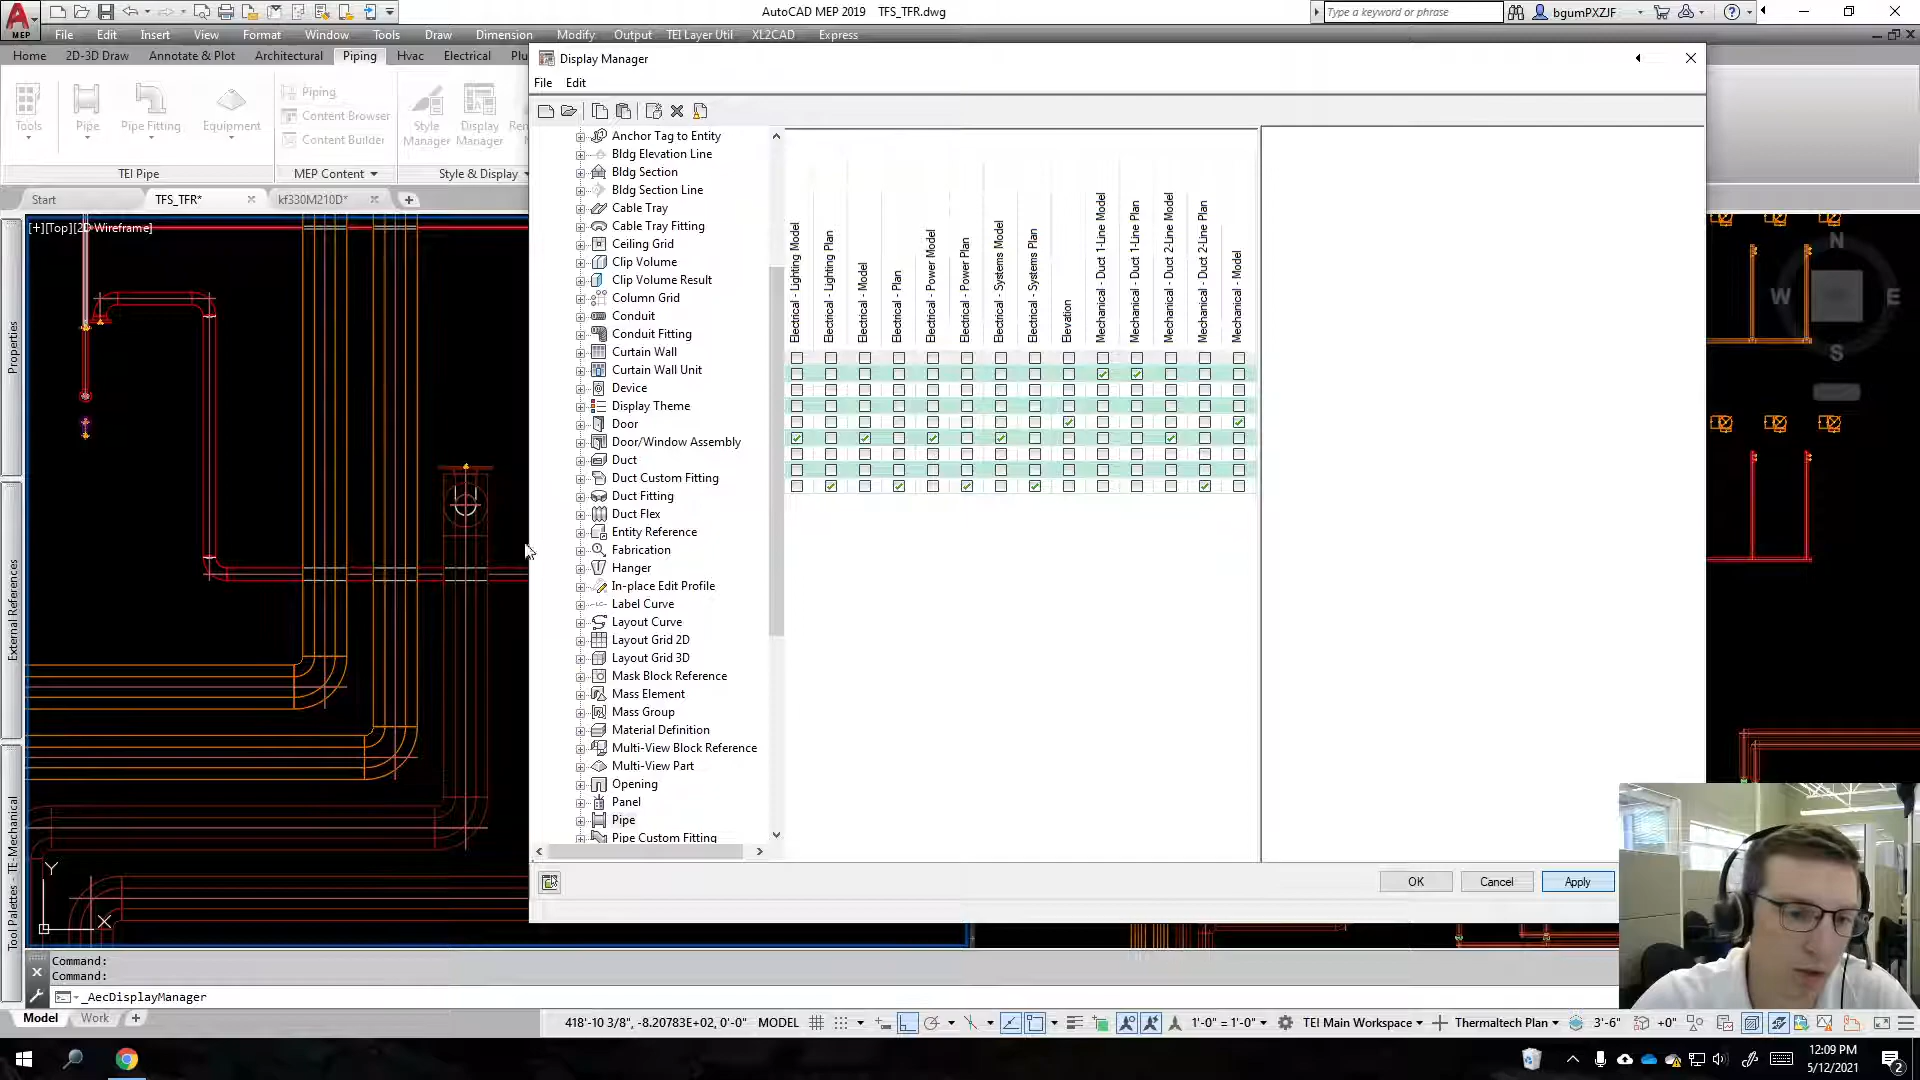 AutoCAD MEP 2019 TFS_TFR.dwg
Type a keyword or phrase
bgumPXZJF
MEP
File Edit Insert View Format Window Tools Draw Dimension Modify Output TEI Layer Util XL2CAD Express
Home 2D-3D Draw Annotate & Plot Architectural Piping Hvac Electrical
Display Manager
File Edit
Tools
Pipe
Pipe Fitting
Equipment
Piping
Content Browser
Content Builder
Style Manager
Display Manager
TEI Pipe
MEP Content
Style & Display
Start
TFS_TFR*
kf330M210D*
[+][Top][2D Wireframe]
Properties
External References
Tool Palettes - TE-Mechanical
Anchor Tag to Entity
Bldg Elevation Line
Bldg Section
Bldg Section Line
Cable Tray
Cable Tray Fitting
Ceiling Grid
Clip Volume
Clip Volume Result
Column Grid
Conduit
Conduit Fitting
Curtain Wall
Curtain Wall Unit
Device
Display Theme
Door
Door/Window Assembly
Duct
Duct Custom Fitting
Duct Fitting
Duct Flex
Entity Reference
Fabrication
Hanger
In-place Edit Profile
Label Curve
Layout Curve
Layout Grid 2D
Layout Grid 3D
Mask Block Reference
Mass Element
Mass Group
Material Definition
Multi-View Block Reference
Multi-View Part
Opening
Panel
Pipe
Pipe Custom Fitting
Electrical - Lighting Model
Electrical - Lighting Plan
Electrical - Model
Electrical - Plan
Electrical - Power Model
Electrical - Power Plan
Electrical - Systems Model
Electrical - Systems Plan
Elevation
Mechanical - Duct 1-Line Model
Mechanical - Duct 1-Line Plan
Mechanical - Duct 2-Line Model
Mechanical - Duct 2-Line Plan
Mechanical - Model
N
W
E
S
OK
Cancel
Apply
Y
X
Command:
Command:
_AecDisplayManager
Model
Work
418'-10 3/8", -8.20783E+02, 0'-0" MODEL
1'-0" = 1'-0"
TEI Main Workspace
Thermaltech Plan
3'-6"
+0"
12:09 PM
5/12/2021
2